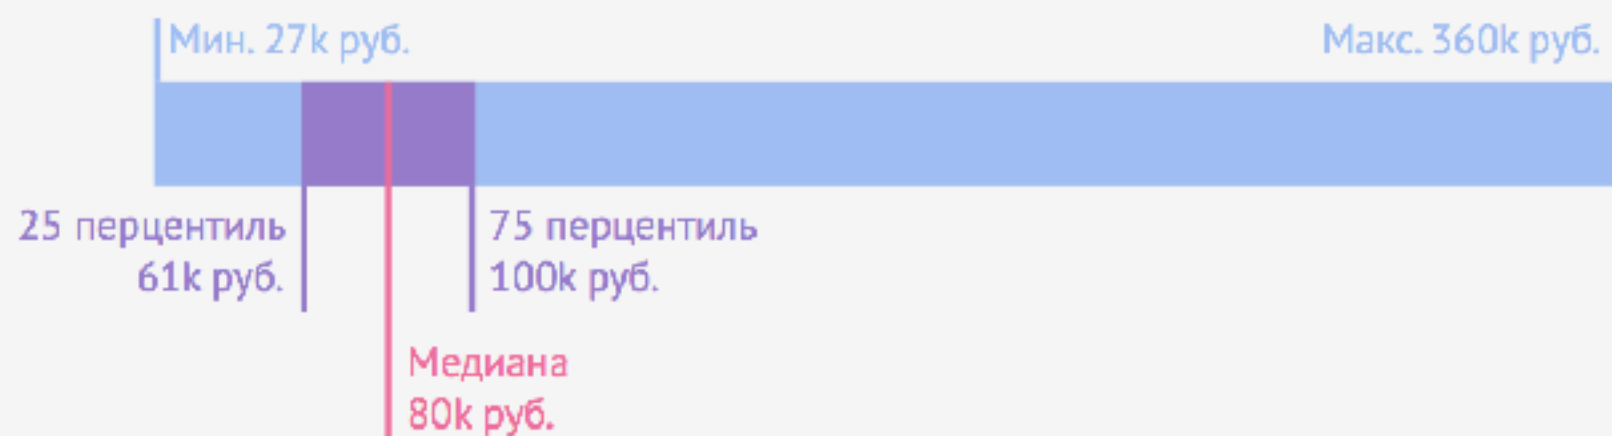 Мин. 27k руб.
Макс. 360k руб.
25 перцентиль
61k руб.
75 перцентиль
100k руб.
Медиана
80k руб.